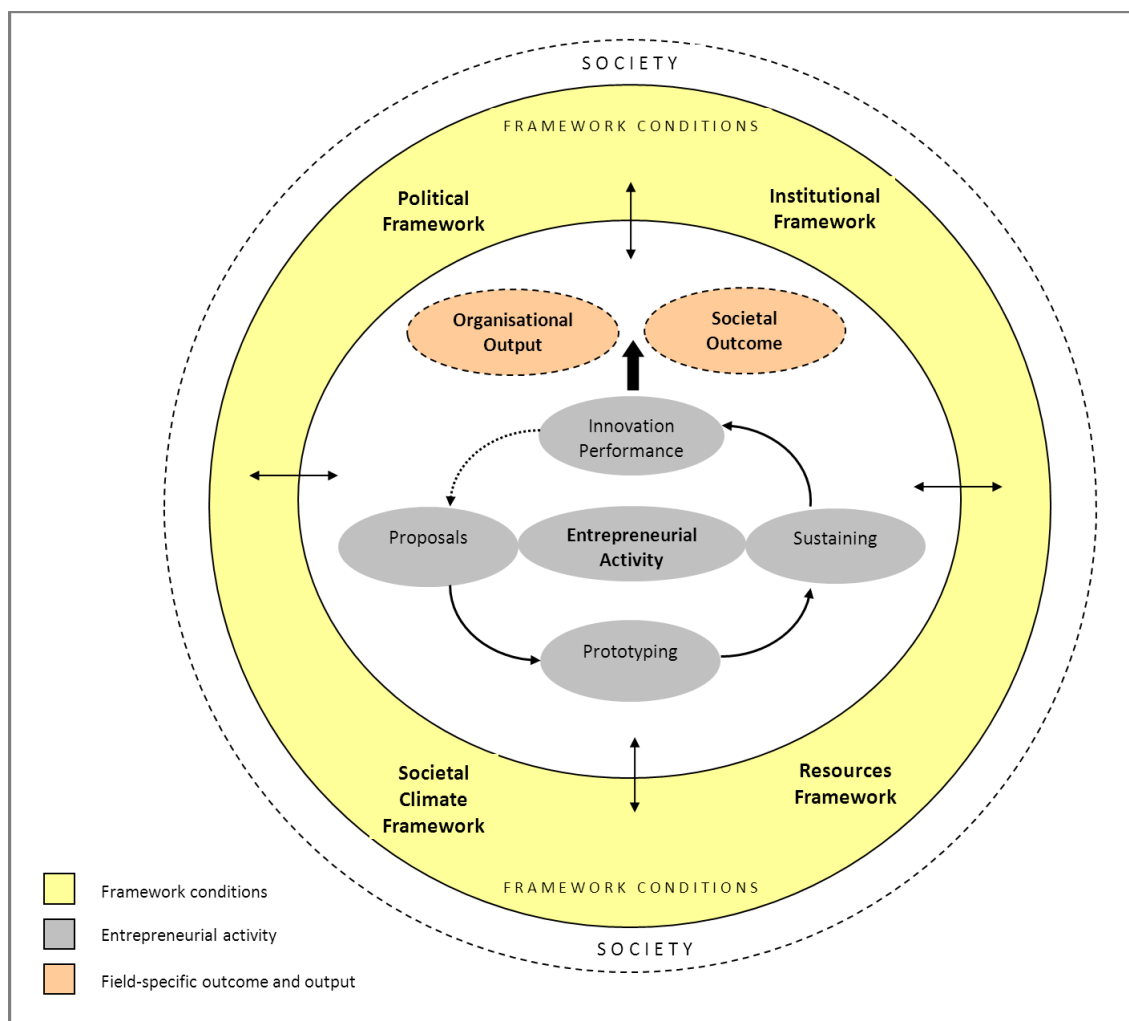 SOCIETY
FRAMEWORK CONDITIONS
Political
Framework
Institutional
Framework
Organisational
Output
Societal
Outcome
Innovation
Performance
Proposals
Entrepreneurial
Activity
Sustaining
Prototyping
Societal
Climate
Framework
Resources
Framework
FRAMEWORK CONDITIONS
SOCIETY
Framework conditions
Entrepreneurial activity
Field-specific outcome and output